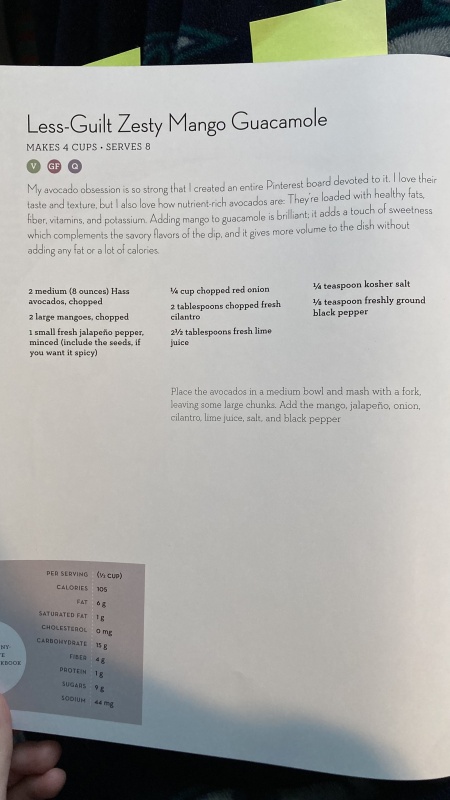 Less-Guilt Zesty Mango Guacamole
MAKES 4 CUPS • SERVES 8
V GF Q
My avocado obsession is so strong that I created an entire Pinterest board devoted to it. I love their
taste and texture, but I also love how nutrient-rich avocados are: They're loaded with healthy fats,
fiber, vitamins, and potassium. Adding mango to guacamole is brilliant; it adds a touch of sweetness
which complements the savory flavors of the dip, and it gives more volume to the dish without
adding any fat or a lot of calories.
2 medium (8 ounces) Hass
avocados, chopped
2 large mangoes, chopped
1 small fresh jalapeño pepper,
minced (include the seeds, if
you want it spicy)
¼ cup chopped red onion
2 tablespoons chopped fresh
cilantro
2½ tablespoons fresh lime
juice
¼ teaspoon kosher salt
⅛ teaspoon freshly ground
black pepper
Place the avocados in a medium bowl and mash with a fork,
leaving some large chunks. Add the mango, jalapeño, onion,
cilantro, lime juice, salt, and black pepper
PER SERVING (½ CUP)
CALORIES 105
FAT 6 g
SATURATED FAT 1 g
CHOLESTEROL 0 mg
CARBOHYDRATE 15 g
FIBER 4 g
PROTEIN 1 g
SUGARS 9 g
SODIUM 44 mg
NY-
TE
KBOOK